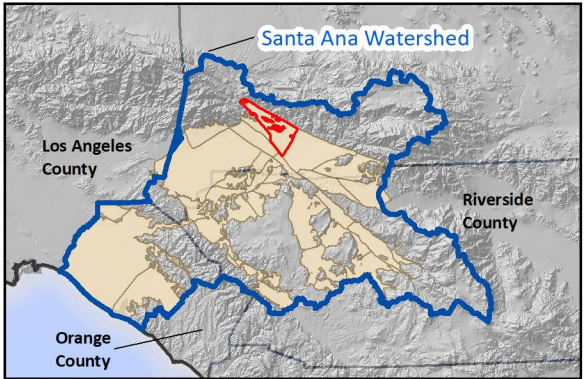 Santa Ana Watershed
Los Angeles
County
Riverside
County
Orange
County